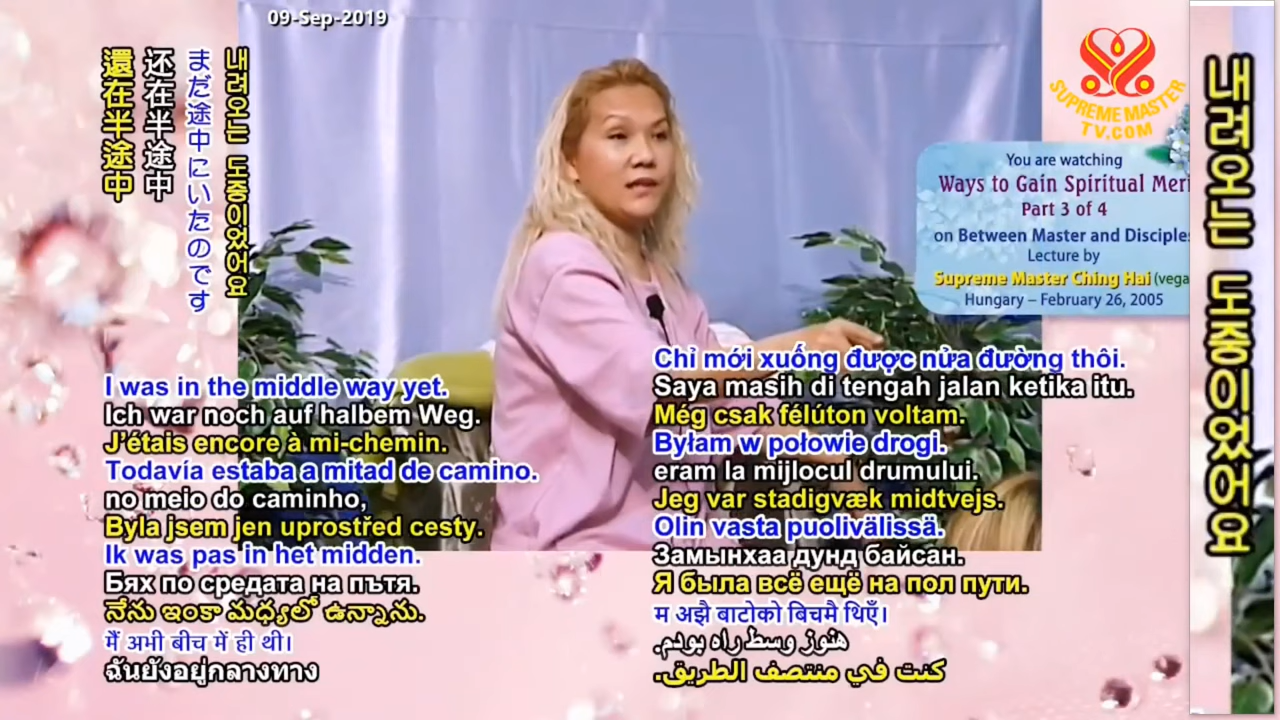 09-Sep-2019
還在半途中
还在半途中
まだ途中にいたのです
내려오는 도중이었어요
SUPREME MASTER
TV.COM
You are watching
Ways to Gain Spiritual Meri
Part 3 of 4
on Between Master and Disciples
Lecture by
Supreme Master Ching Hai (vega
Hungary – February 26, 2005
I was in the middle way yet.
Ich war noch auf halbem Weg.
J'étais encore à mi-chemin.
Todavía estaba a mitad de camino.
no meio do caminho,
Byla jsem jen uprostřed cesty.
Ik was pas in het midden.
Бях по средата на пътя.
నేను ఇంకా మధ్యలో ఉన్నాను.
मैं अभी बीच में ही थी।
ฉันยังอยู่กลางทาง
Chỉ mới xuống được nửa đường thôi.
Saya masih di tengah jalan ketika itu.
Még csak félúton voltam.
Byłam w połowie drogi.
eram la mijlocul drumului.
Jeg var stadigvæk midtvejs.
Olin vasta puolivälissä.
Замынхаа дунд байсан.
Я была всё ещё на пол пути.
म अझै बाटोको बिचमै थिएँ।
هنوز وسط راه بودم.
كنت في منتصف الطريق.
내려오는 도중이었어요